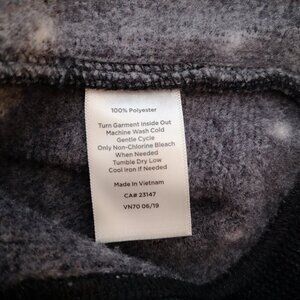 100% Polyester
Turn Garment Inside Out
Machine Wash Cold
Gentle Cycle
Only Non-Chlorine Bleach
When Needed
Tumble Dry Low
Cool Iron If Needed
Made In Vietnam
CA# 23147
VN70 06/19